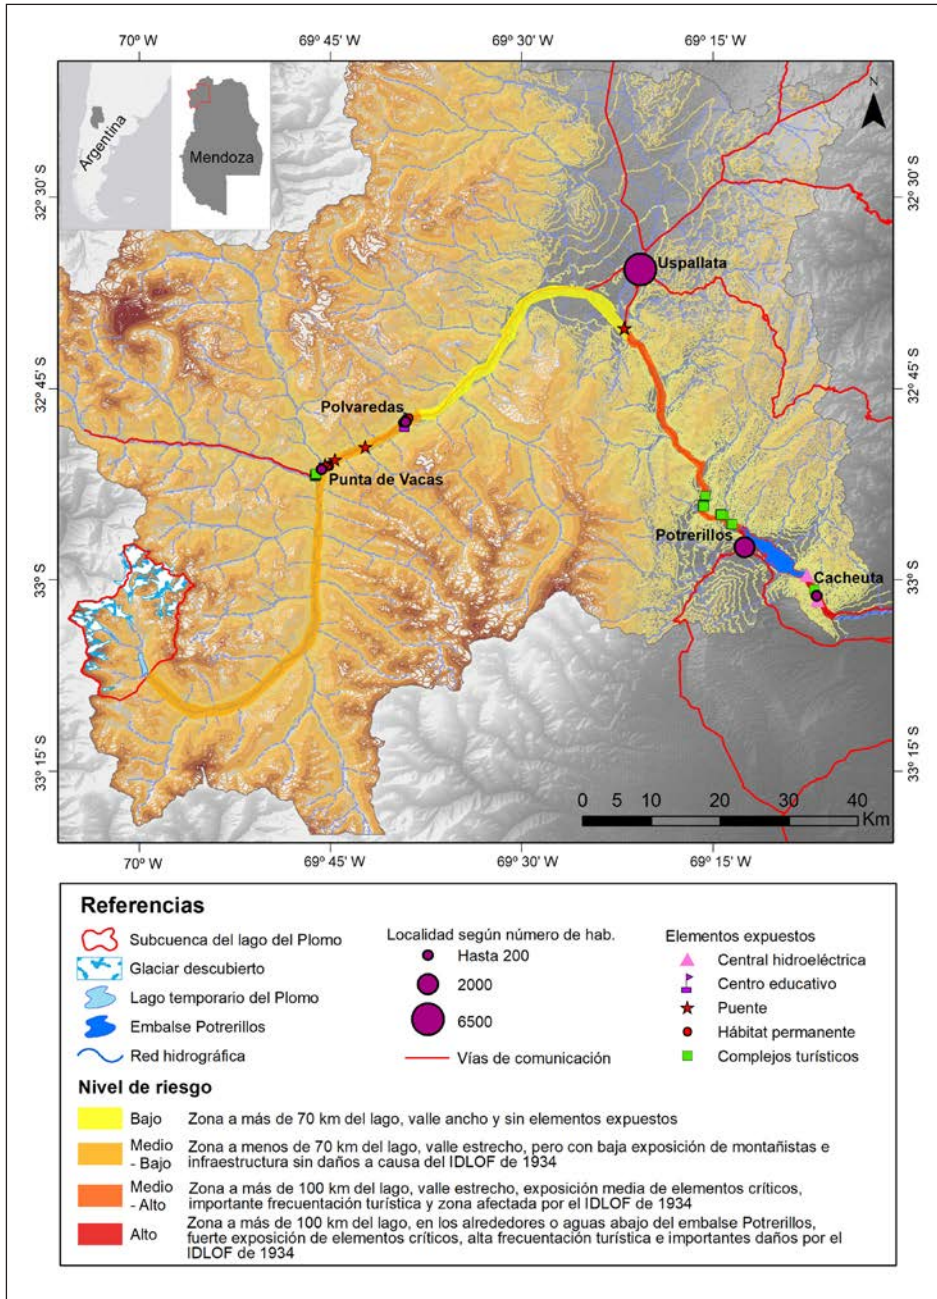 70º W
69º 45' W
69º 30' W
69º 15' W
N
Argentina
Mendoza
32º 30' S
32º 30' S
Uspallata
32º 45' S
32º 45' S
Polvaredas
Punta de Vacas
Potrerillos
33º S
Cacheuta
33º S
33º 15' S
33º 15' S
0 5 10 20 30 40
Km
70º W
69º 45' W
69º 30' W
69º 15' W
Referencias
Subcuenca del lago del Plomo
Glaciar descubierto
Lago temporario del Plomo
Embalse Potrerillos
Red hidrográfica
Localidad según número de hab.
Hasta 200
2000
6500
Vías de comunicación
Elementos expuestos
Central hidroeléctrica
Centro educativo
Puente
Hábitat permanente
Complejos turísticos
Nivel de riesgo
Bajo Zona a más de 70 km del lago, valle ancho y sin elementos expuestos
Medio - Bajo Zona a menos de 70 km del lago, valle estrecho, pero con baja exposición de montañistas e
infraestructura sin daños a causa del IDLOF de 1934
Medio - Alto Zona a más de 100 km del lago, valle estrecho, exposición media de elementos críticos,
importante frecuentación turística y zona afectada por el IDLOF de 1934
Alto Zona a más de 100 km del lago, en los alrededores o aguas abajo del embalse Potrerillos,
fuerte exposición de elementos críticos, alta frecuentación turística e importantes daños por el
IDLOF de 1934